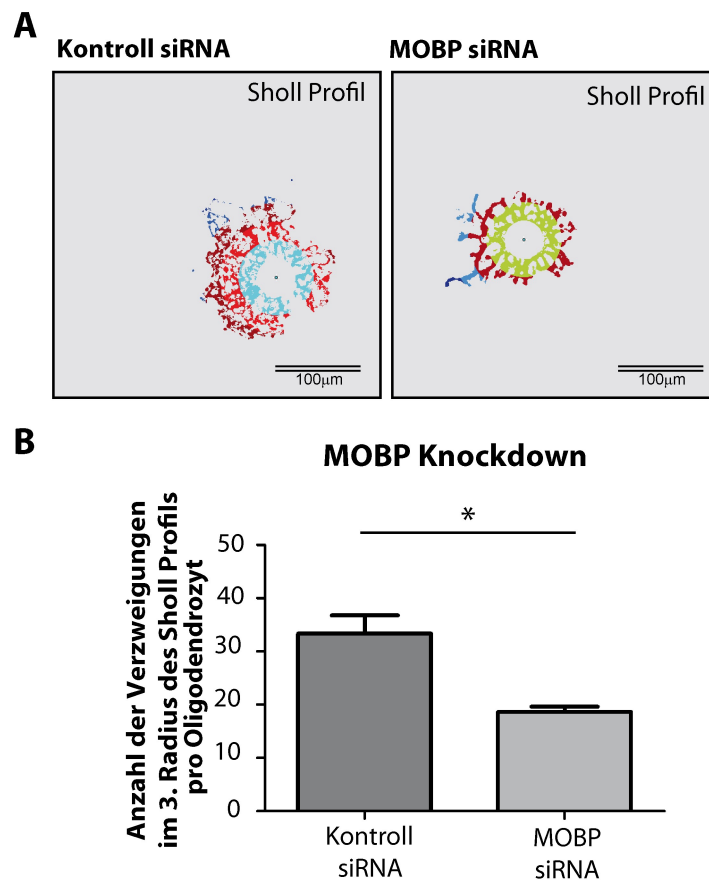 A
Kontroll siRNA
MOBP siRNA
Sholl Profil
Sholl Profil
100µm
100µm
B
MOBP Knockdown
Anzahl der Verzweigungen
im 3. Radius des Sholl Profils
pro Oligodendrozyt
*
50
40
30
20
10
0
Kontroll
siRNA
MOBP
siRNA